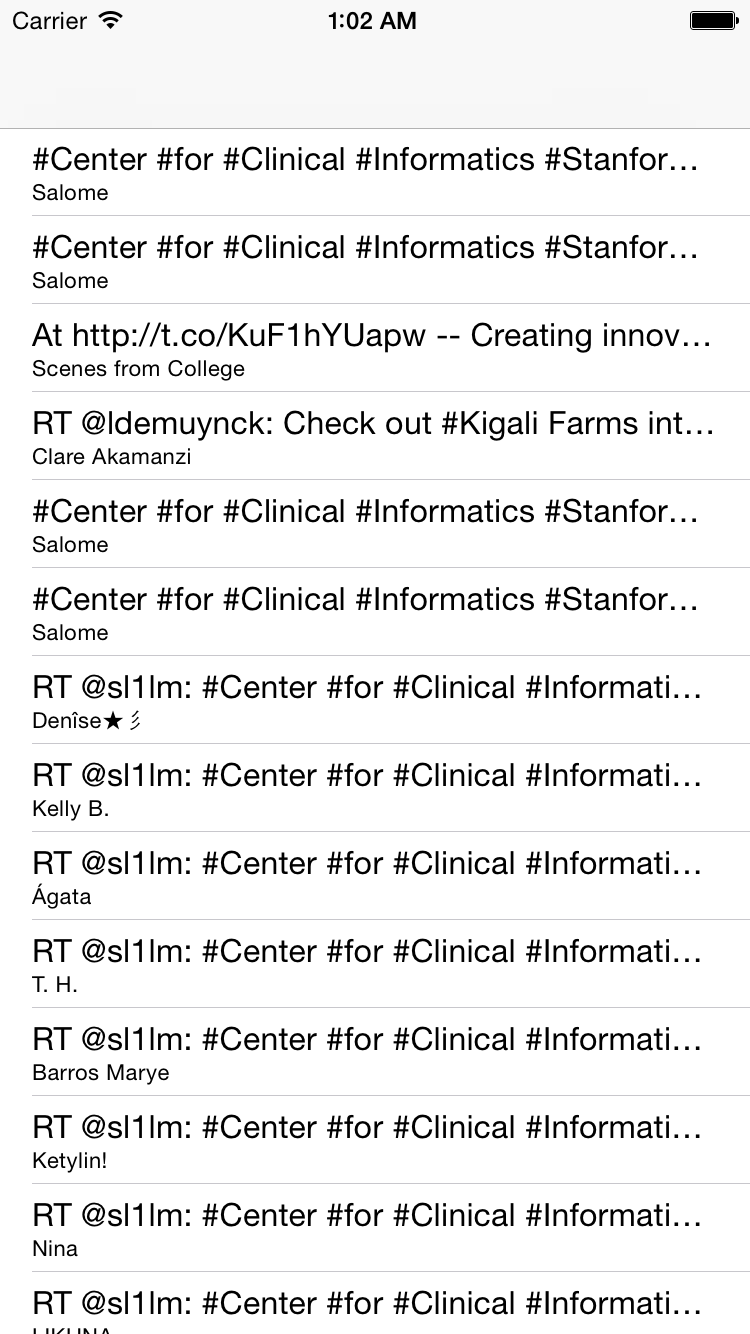 Carrier 1:02 AM
#Center #for #Clinical #Informatics #Stanfor…
Salome
#Center #for #Clinical #Informatics #Stanfor…
Salome
At http://t.co/KuF1hYUapw -- Creating innov…
Scenes from College
RT @ldemuynck: Check out #Kigali Farms int…
Clare Akamanzi
#Center #for #Clinical #Informatics #Stanfor…
Salome
#Center #for #Clinical #Informatics #Stanfor…
Salome
RT @sl1lm: #Center #for #Clinical #Informati…
Denîse★彡
RT @sl1lm: #Center #for #Clinical #Informati…
Kelly B.
RT @sl1lm: #Center #for #Clinical #Informati…
Ágata
RT @sl1lm: #Center #for #Clinical #Informati…
T. H.
RT @sl1lm: #Center #for #Clinical #Informati…
Barros Marye
RT @sl1lm: #Center #for #Clinical #Informati…
Ketylin!
RT @sl1lm: #Center #for #Clinical #Informati…
Nina
RT @sl1lm: #Center #for #Clinical #Informati…